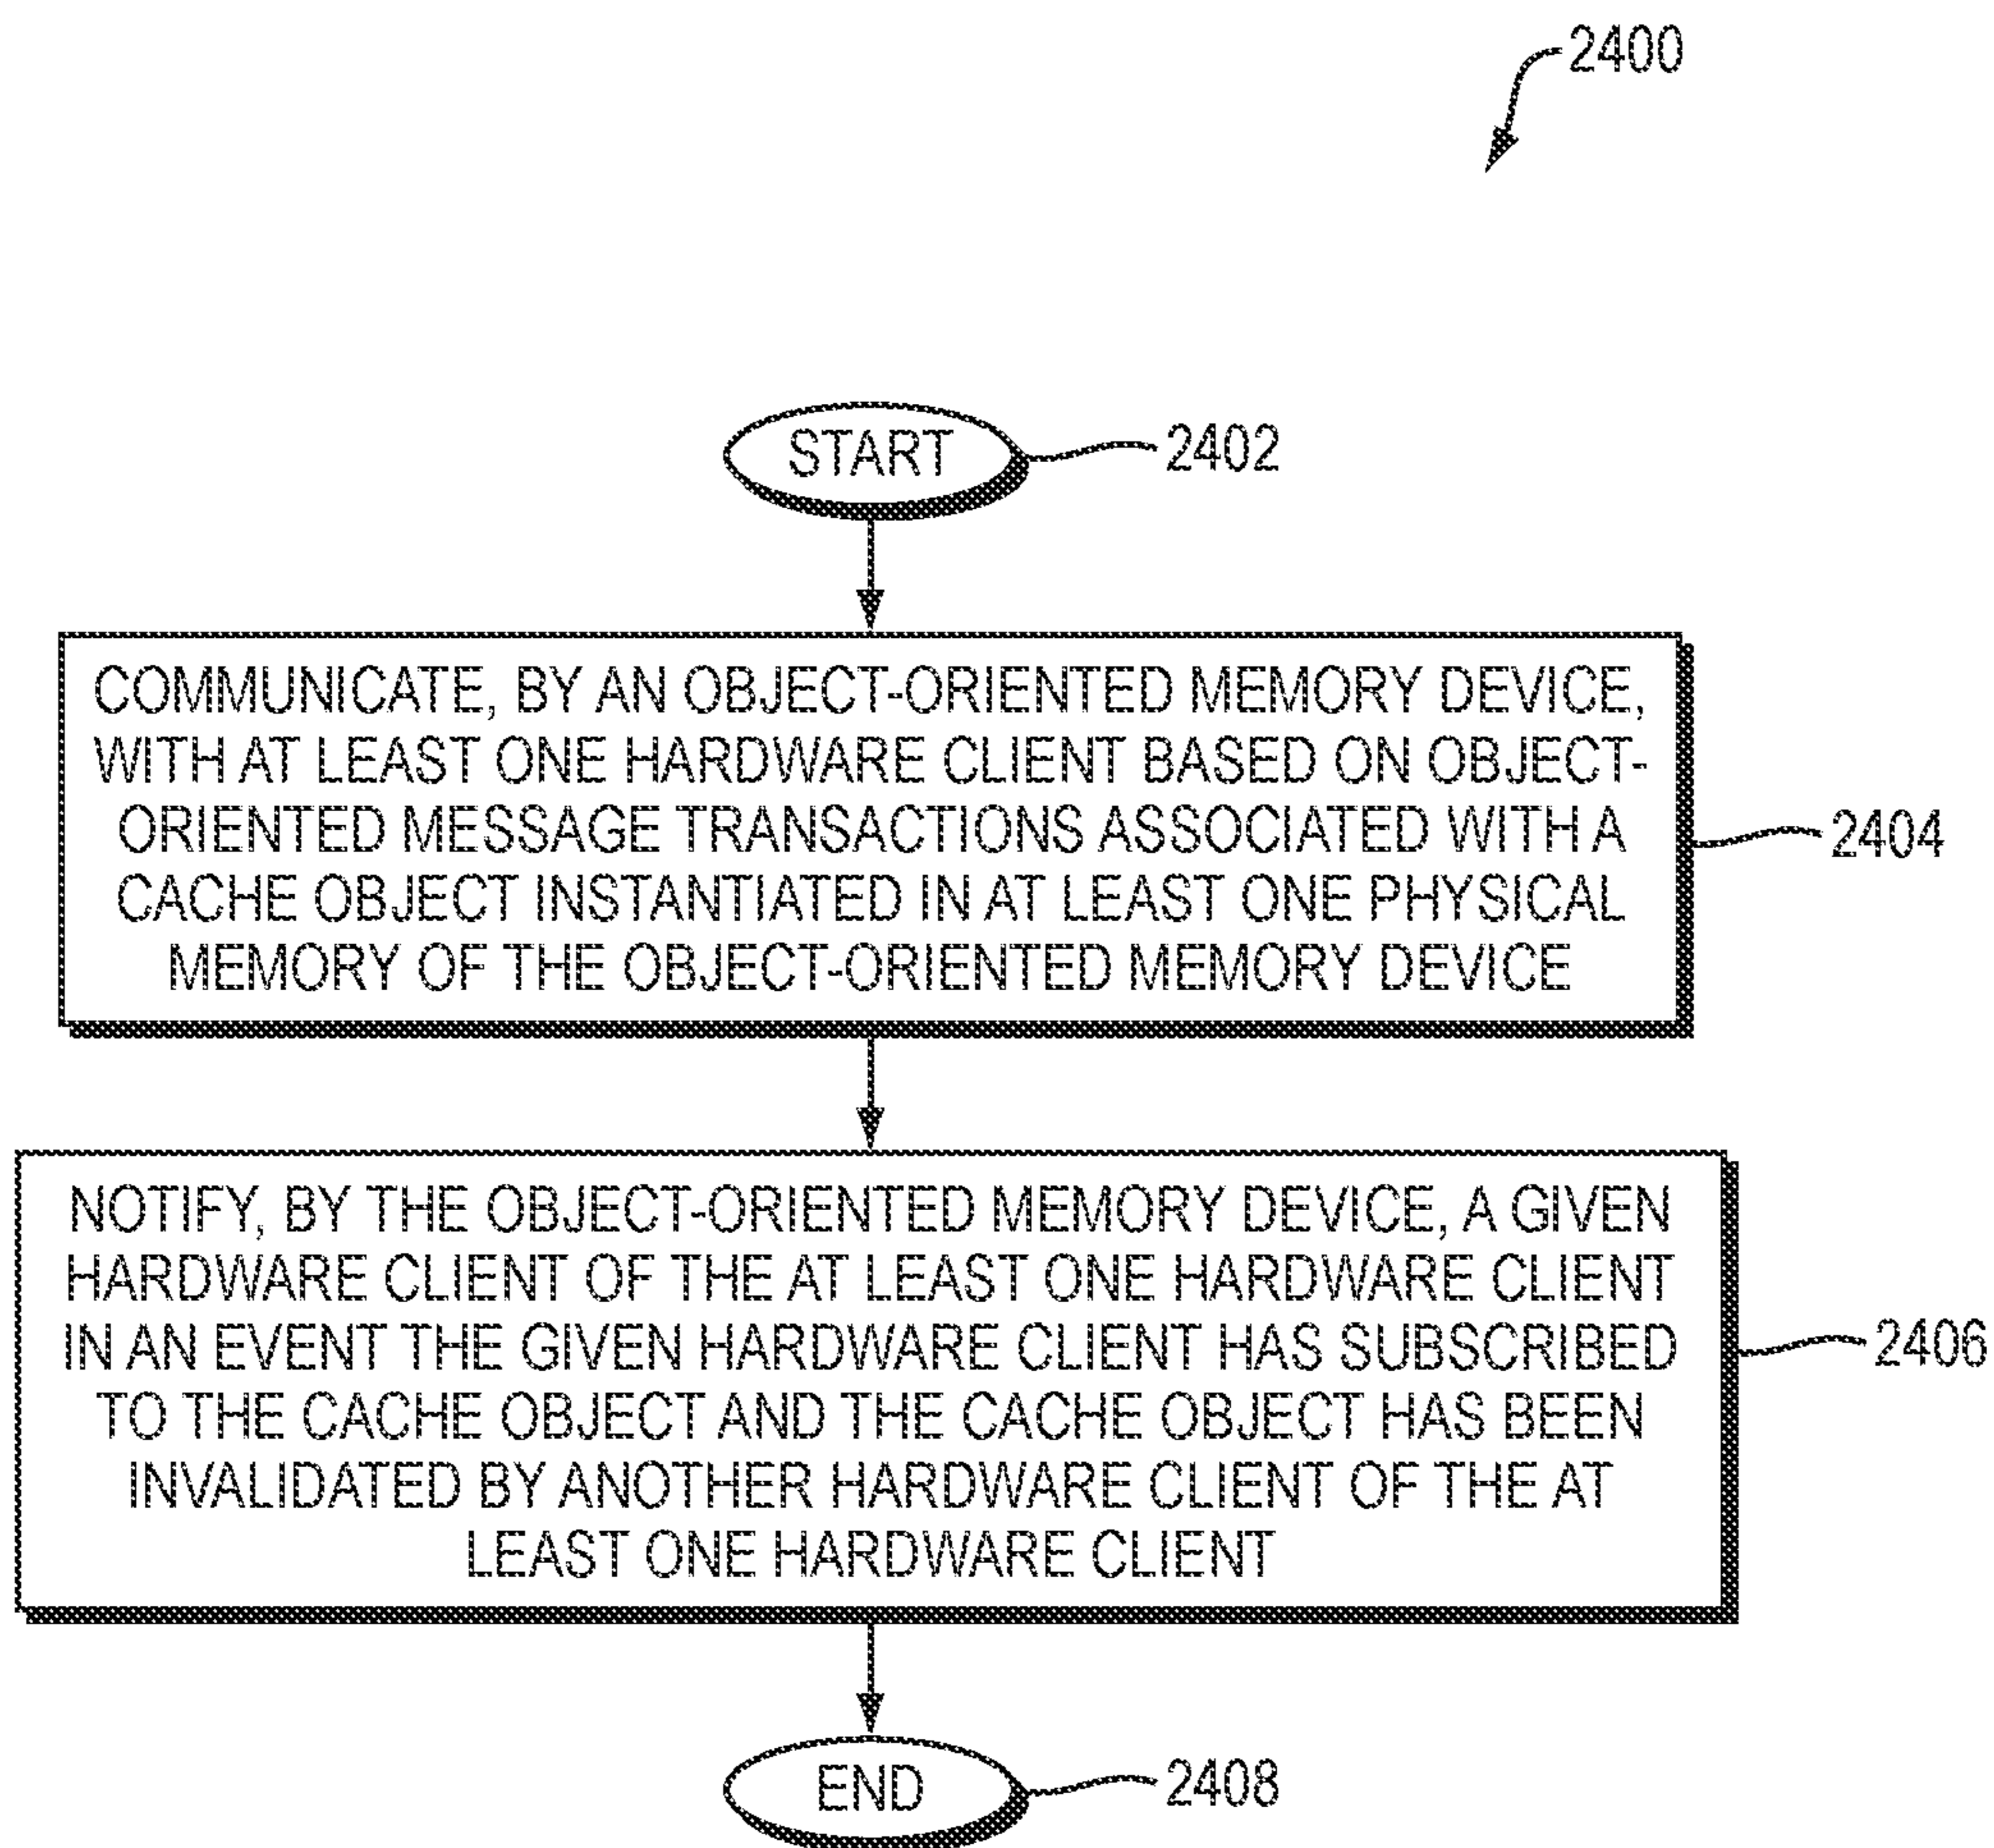 2400
START
2402
COMMUNICATE, BY AN OBJECT-ORIENTED MEMORY DEVICE,
WITH AT LEAST ONE HARDWARE CLIENT BASED ON OBJECT-
ORIENTED MESSAGE TRANSACTIONS ASSOCIATED WITH A
CACHE OBJECT INSTANTIATED IN AT LEAST ONE PHYSICAL
MEMORY OF THE OBJECT-ORIENTED MEMORY DEVICE
2404
NOTIFY, BY THE OBJECT-ORIENTED MEMORY DEVICE, A GIVEN
HARDWARE CLIENT OF THE AT LEAST ONE HARDWARE CLIENT
IN AN EVENT THE GIVEN HARDWARE CLIENT HAS SUBSCRIBED
TO THE CACHE OBJECT AND THE CACHE OBJECT HAS BEEN
INVALIDATED BY ANOTHER HARDWARE CLIENT OF THE AT
LEAST ONE HARDWARE CLIENT
2406
END
2408